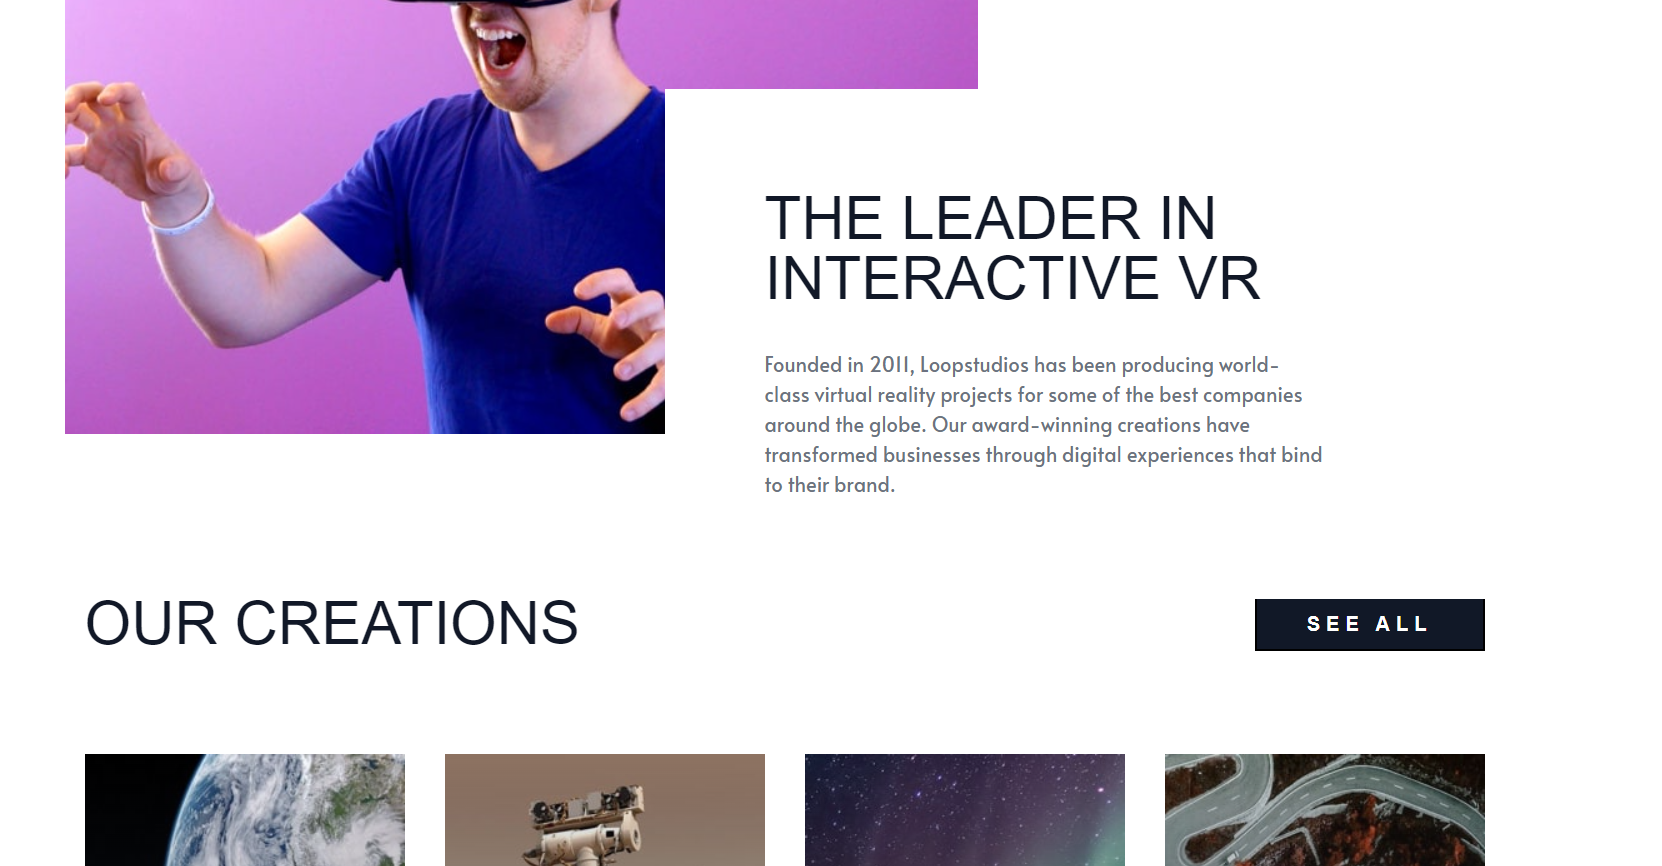 THE LEADER IN
INTERACTIVE VR
Founded in 2011, Loopstudios has been producing world-
class virtual reality projects for some of the best companies
around the globe. Our award-winning creations have
transformed businesses through digital experiences that bind
to their brand.
OUR CREATIONS
SEE ALL